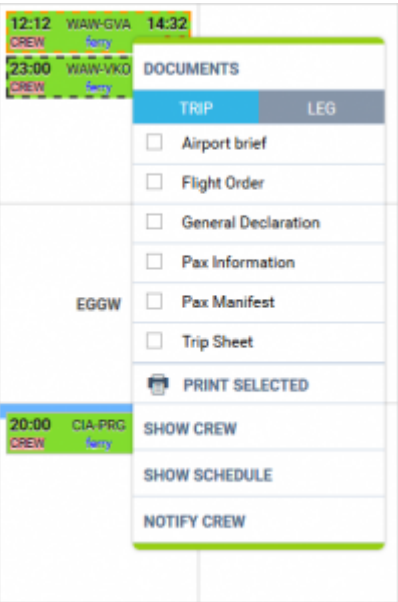 12:12 WAW-GVA 14:32
CREW ferry
23:00 WAW-VKO
CREW ferry
DOCUMENTS
TRIP LEG
Airport brief
Flight Order
General Declaration
Pax Information
EGGW
Pax Manifest
Trip Sheet
PRINT SELECTED
20:00 CIA-PRG
CREW ferry
SHOW CREW
SHOW SCHEDULE
NOTIFY CREW